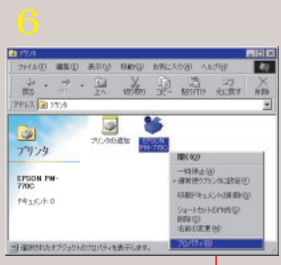 6
プリンタ
ファイル(F) 編集(E) 表示(V) 移動(G) お気に入り(A) ヘルプ(H)
戻る 進む 上へ 切り取り コピー 貼り付け 元に戻す 削除
アドレス プリンタ
プリンタ
プリンタの追加
EPSON PM-770C
EPSON PM-770C
ドキュメント: 0
開く(O)
一時停止(A)
通常使うプリンタに設定(F)
印刷ドキュメントの削除(G)
ショートカットの作成(S)
削除(D)
名前の変更(M)
プロパティ(R)
選択されたオブジェクトのプロパティを表示します。